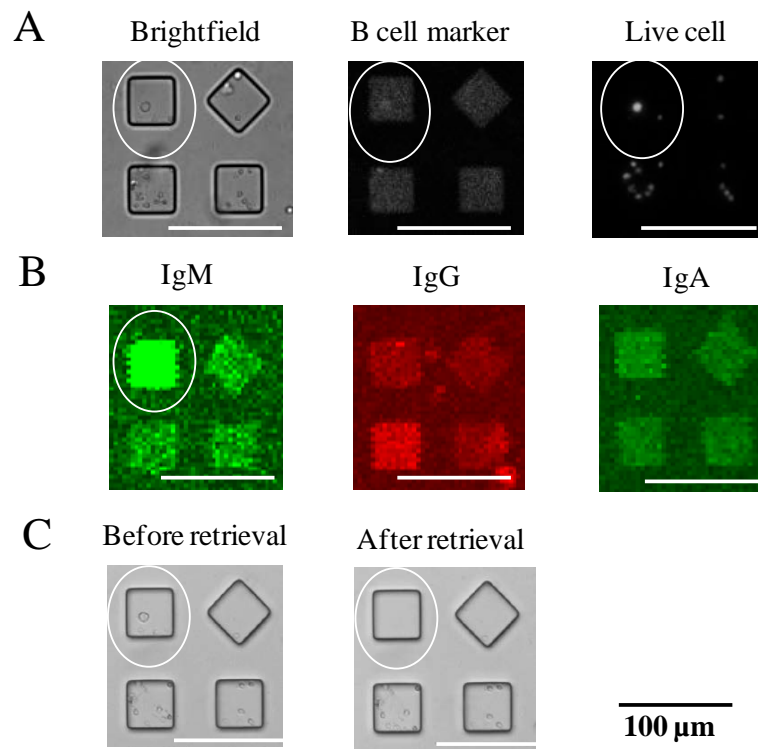 A
Brightfield
B cell marker
Live cell
B
IgM
IgG
IgA
C
Before retrieval
After retrieval
100 μm